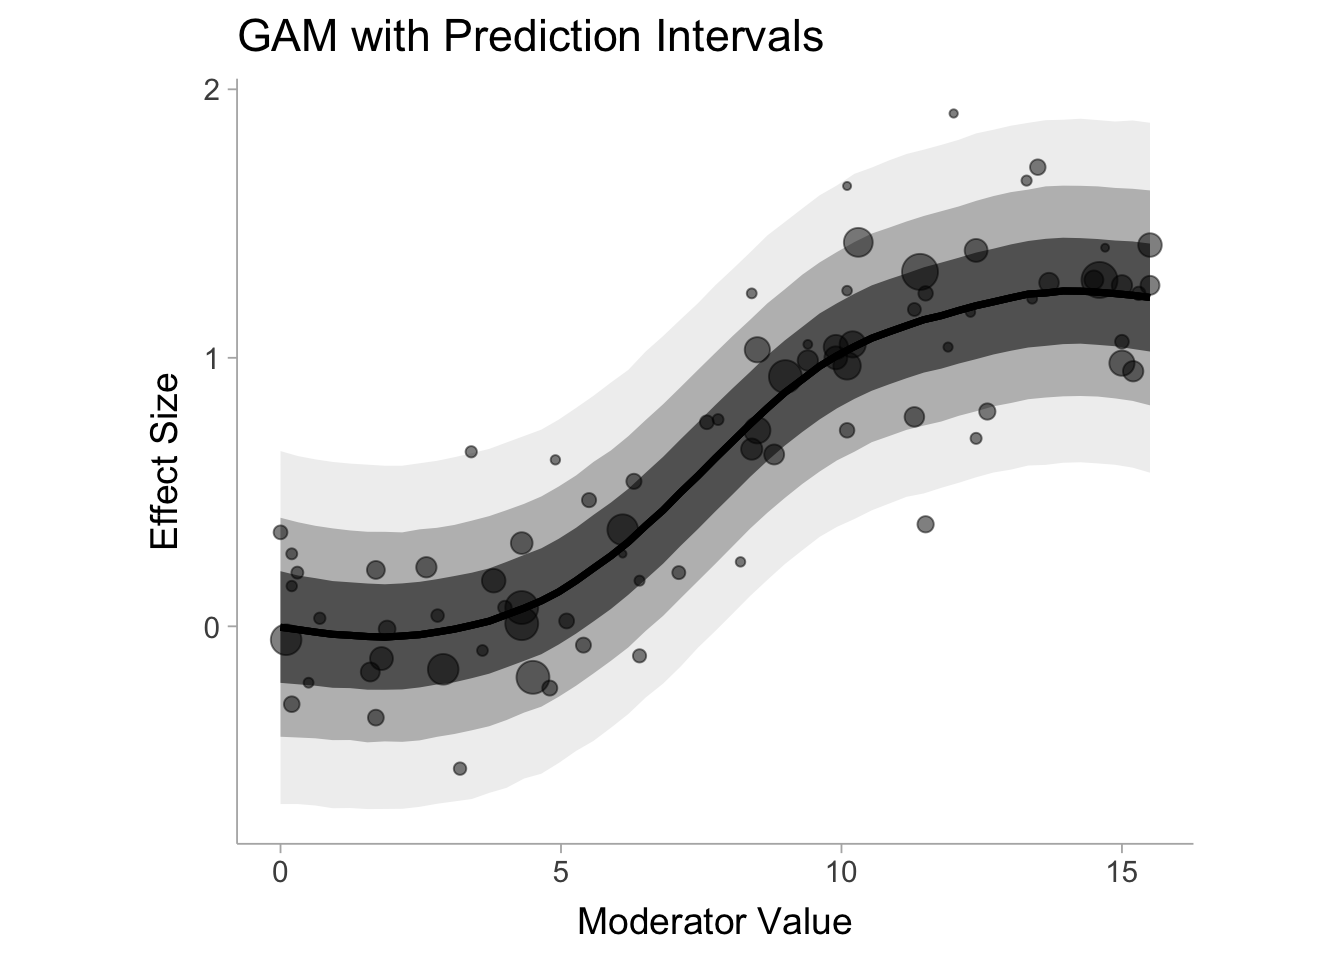 GAM with Prediction Intervals
2
1
0
Effect Size
0 5 10 15
Moderator Value